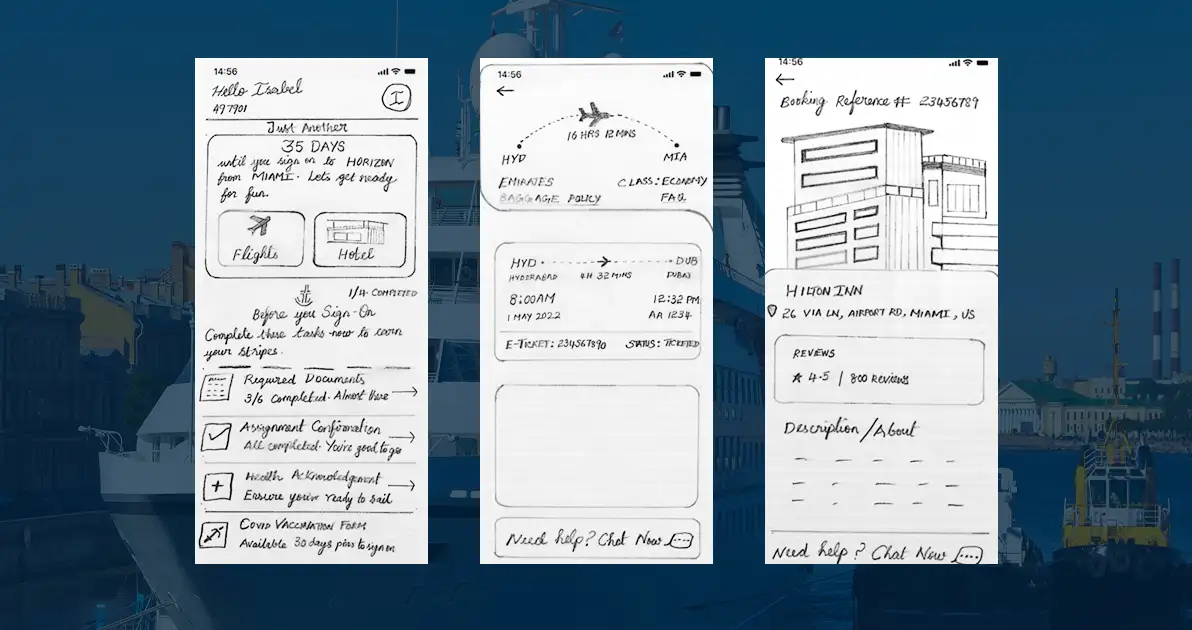 14:56
Hello Isabel
497901
I
Just Another
35 DAYS
until you sign on to HORIZON
from MIAMI. Lets get ready
for fun.
Flights
Hotel
1/4 COMPLETED
Before you Sign-On
Complete these tasks now to earn
your stripes.
Required Documents
3/6 Completed. Almost there
Assignment Confirmation
All completed. You're good to go
Health Acknowledgement
Ensure you're ready to sail
COVID VACCINATION FORM
Available 30 days prior to sign on
14:56
16 HRS 12 MINS
HYD
MIA
EMIRATES
CLASS: ECONOMY
BAGGAGE POLICY
FAQ
HYD
DUB
HYDERABAD
4H 32 MINS
DUBAI
8:00AM
12:32 PM
1 MAY 2022
AA 1234
E-TICKET: 234567890
STATUS: TICKETED
Need help? Chat Now
14:56
Booking Reference # 23456789
HILTON INN
26 VIA LN, AIRPORT RD, MIAMI, US
REVIEWS
4.5 | 800 Reviews
Description/About
Need help? Chat Now